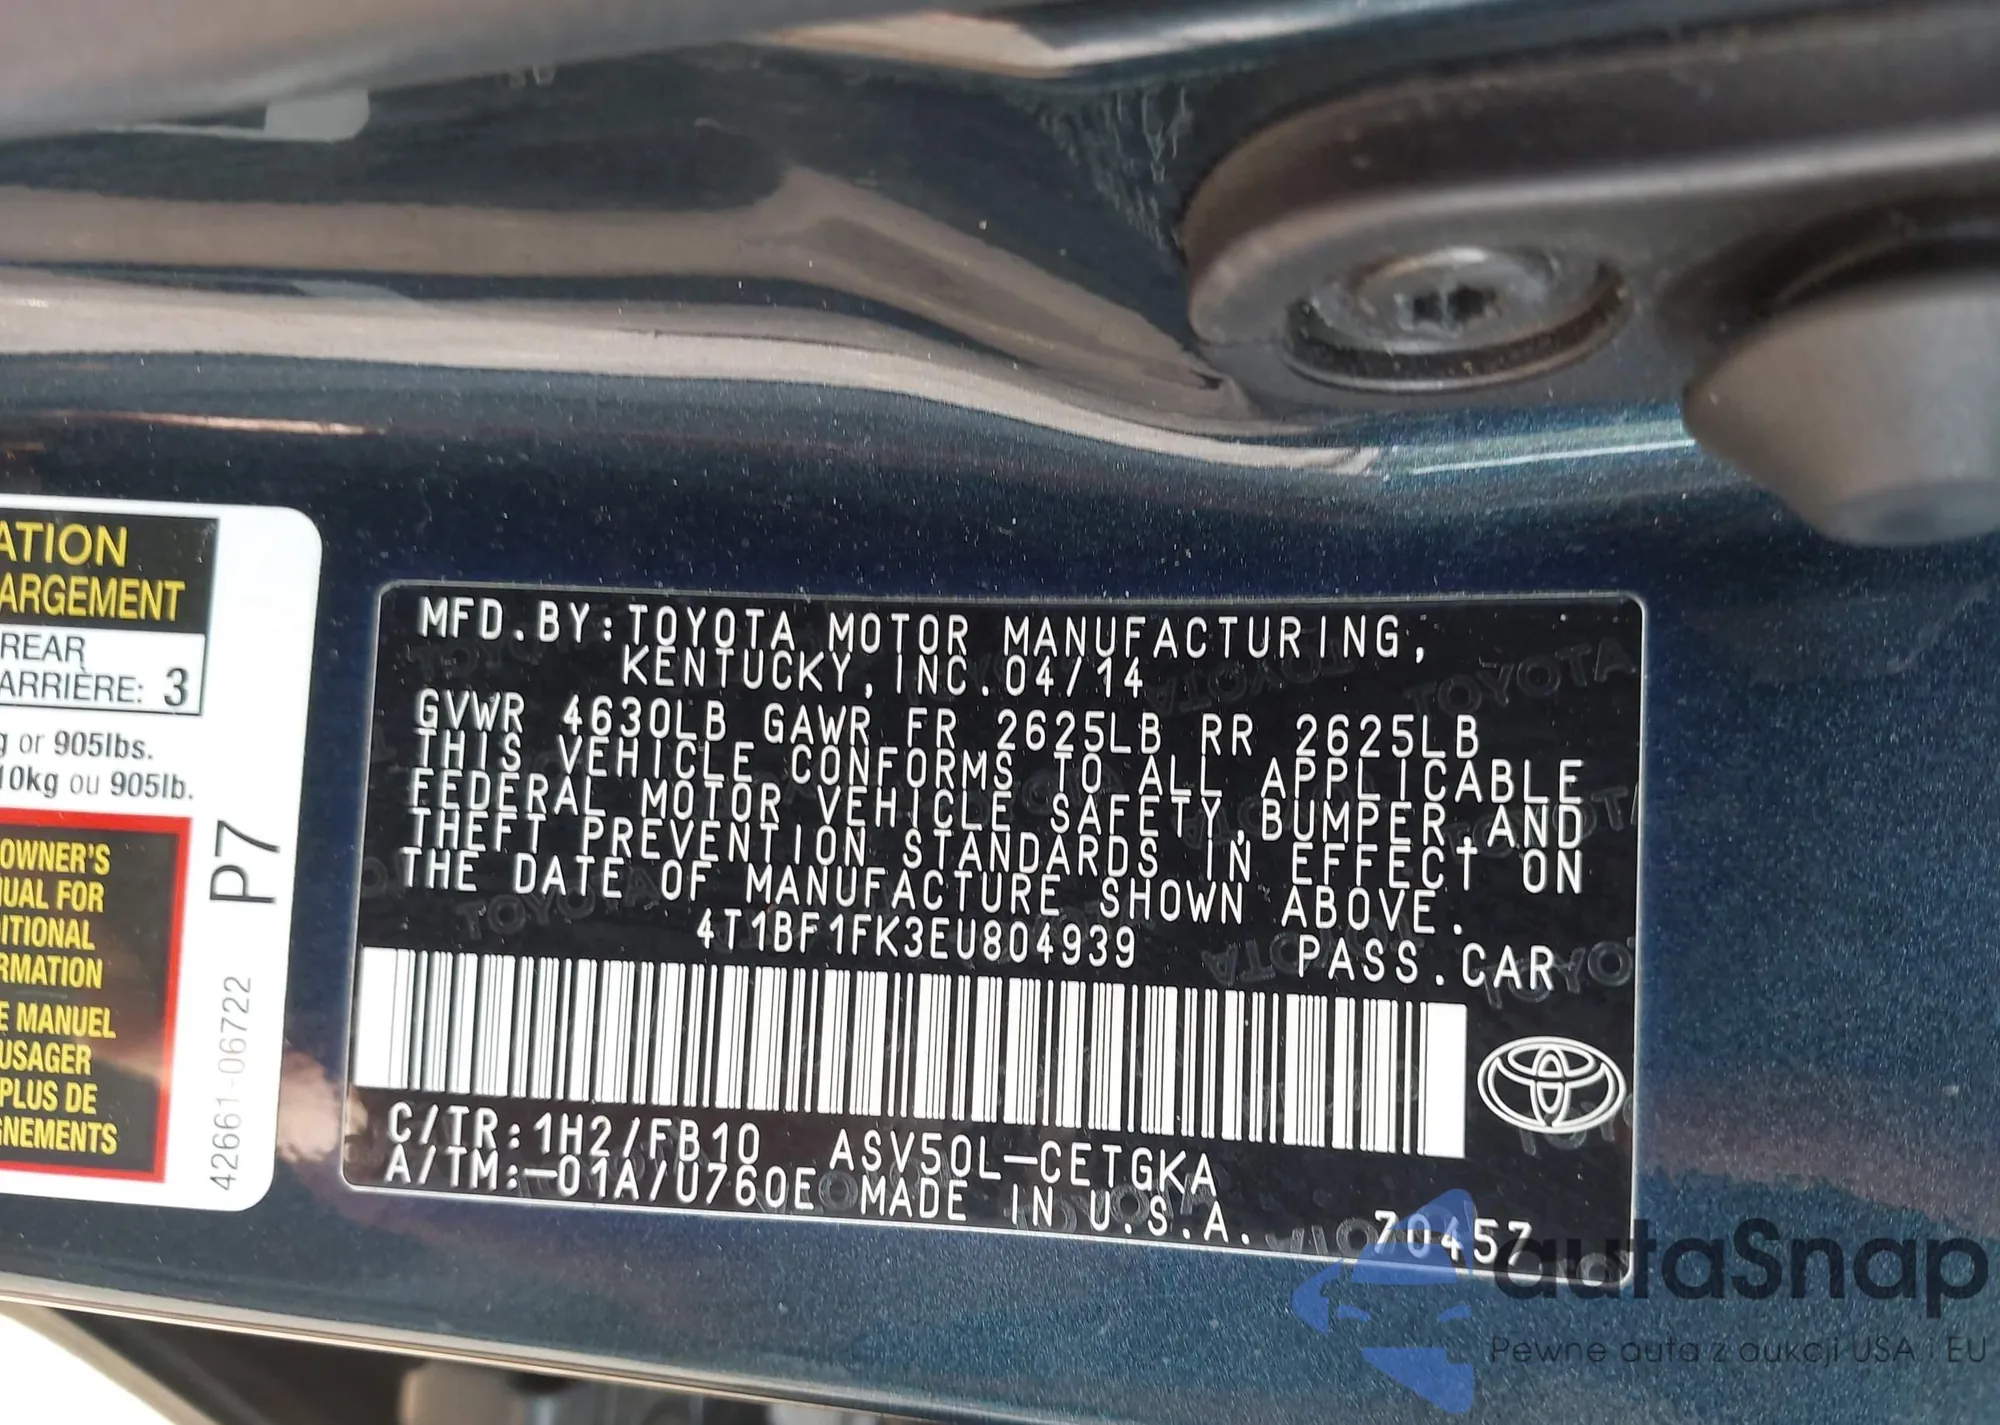 ATION
ARGEMENT
REAR
ARRIÈRE: 3
g or 905lbs.
10kg ou 905lb.
OWNER'S
UAL FOR
ITIONAL
RMATION
E MANUEL
USAGER
PLUS DE
GNEMENTS
P7
42661-06722
MFD.BY:TOYOTA MOTOR MANUFACTURING,
KENTUCKY,INC.04/14
GVWR 4630LB GAWR FR 2625LB RR 2625LB
THIS VEHICLE CONFORMS TO ALL APPLICABLE
FEDERAL MOTOR VEHICLE SAFETY,BUMPER,AND
THEFT PREVENTION STANDARDS IN EFFECT ON
THE DATE OF MANUFACTURE SHOWN ABOVE.
4T1BF1FK3EU804939 PASS.CAR
C/TR:1H2/FB10 ASV50L-CETGKA
A/TM:-01A/U760E MADE IN U.S.A. 70457
autaSnap
Pewne auta z aukcji USA i EU